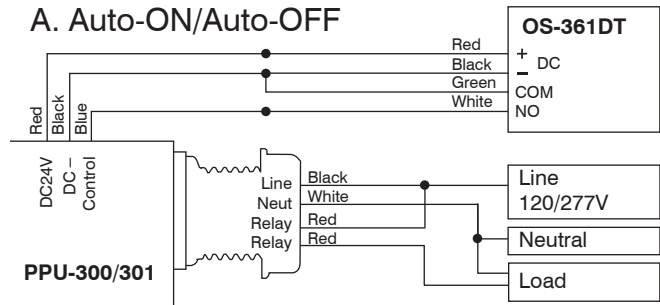 A. Auto-ON/Auto-OFF
OS-361DT
Red
+
DC
Black
–
Green
COM
White
NO
Red
Black
Blue
DC24V
DC –
Control
PPU-300/301
Line
Black
Neut
White
Relay
Red
Relay
Red
Line
120/277V
Neutral
Load